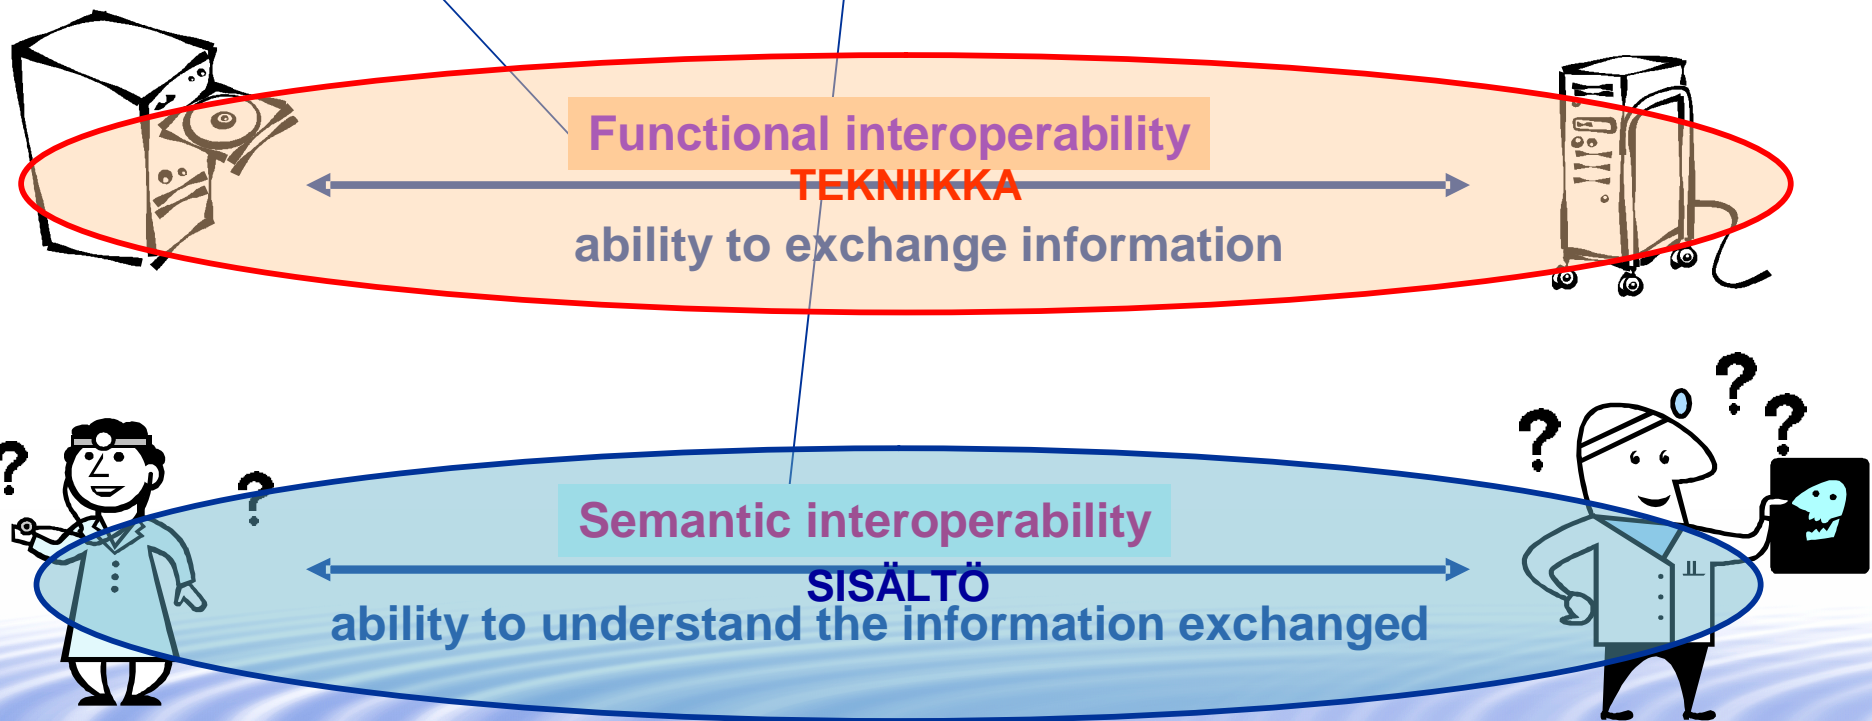 Functional interoperability
TEKNIIKKA
ability to exchange information
? ? ?
? ?
Semantic interoperability
SISÄLTÖ
ability to understand the information exchanged